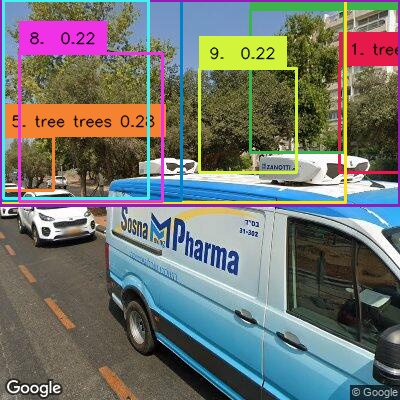 8. 0.22
9. 0.22
1. tree
5. tree trees 0.28
ZANOTTI
Sosna M Pharma
בס״ד
31-302
Google
© Google